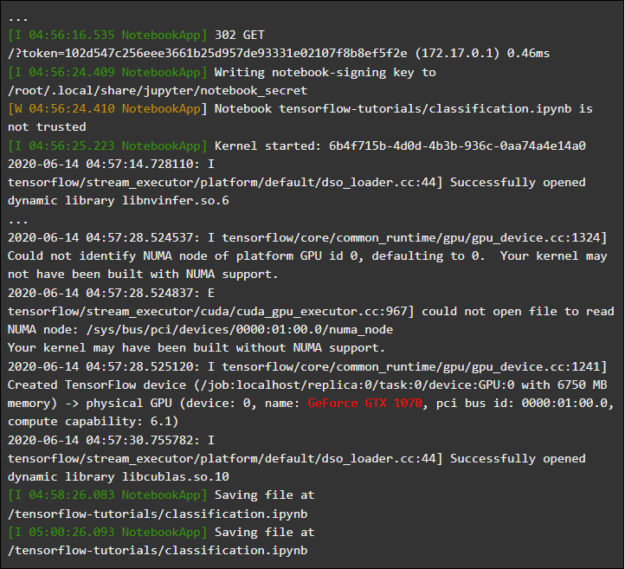 ...
[I 04:56:16.535 NotebookApp] 302 GET
/?token=102d547c256eee3661b25d957de93331e02107f8b8ef5f2e (172.17.0.1) 0.46ms
[I 04:56:24.409 NotebookApp] Writing notebook-signing key to
/root/.local/share/jupyter/notebook_secret
[W 04:56:24.410 NotebookApp] Notebook tensorflow-tutorials/classification.ipynb is
not trusted
[I 04:56:25.223 NotebookApp] Kernel started: 6b4f715b-4d0d-4b3b-936c-0aa74a4e14a0
2020-06-14 04:57:14.728110: I
tensorflow/stream_executor/platform/default/dso_loader.cc:44] Successfully opened
dynamic library libnvinfer.so.6
...
2020-06-14 04:57:28.524537: I tensorflow/core/common_runtime/gpu/gpu_device.cc:1324]
Could not identify NUMA node of platform GPU id 0, defaulting to 0.  Your kernel may
not have been built with NUMA support.
2020-06-14 04:57:28.524837: E
tensorflow/stream_executor/cuda/cuda_gpu_executor.cc:967] could not open file to read
NUMA node: /sys/bus/pci/devices/0000:01:00.0/numa_node
Your kernel may have been built without NUMA support.
2020-06-14 04:57:28.525120: I tensorflow/core/common_runtime/gpu/gpu_device.cc:1241]
Created TensorFlow device (/job:localhost/replica:0/task:0/device:GPU:0 with 6750 MB
memory) -> physical GPU (device: 0, name: GeForce GTX 1070, pci bus id: 0000:01:00.0,
compute capability: 6.1)
2020-06-14 04:57:30.755782: I
tensorflow/stream_executor/platform/default/dso_loader.cc:44] Successfully opened
dynamic library libcublas.so.10
[I 04:58:26.083 NotebookApp] Saving file at
/tensorflow-tutorials/classification.ipynb
[I 05:00:26.093 NotebookApp] Saving file at
/tensorflow-tutorials/classification.ipynb